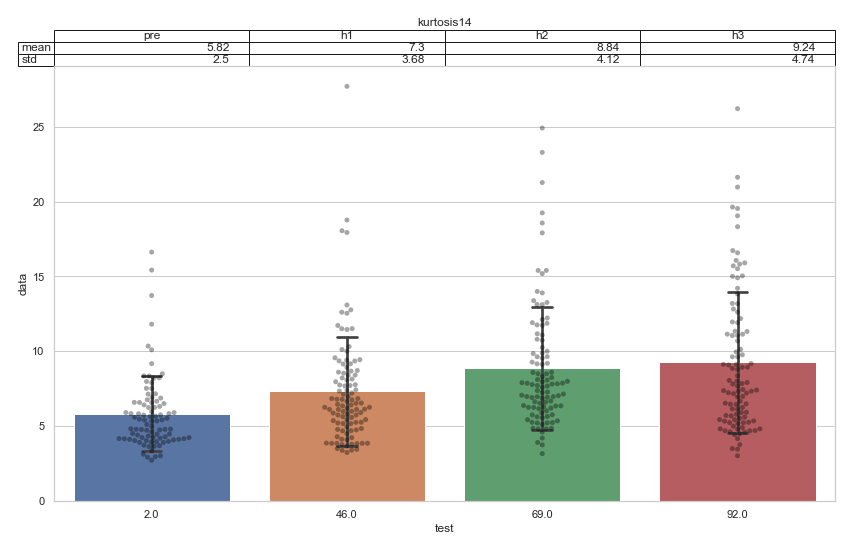 kurtosis14
pre h1 h2 h3
mean 5.82 7.3 8.84 9.24
std 2.5 3.68 4.12 4.74
25
20
15
10
5
0
data
2.0 46.0 69.0 92.0
test